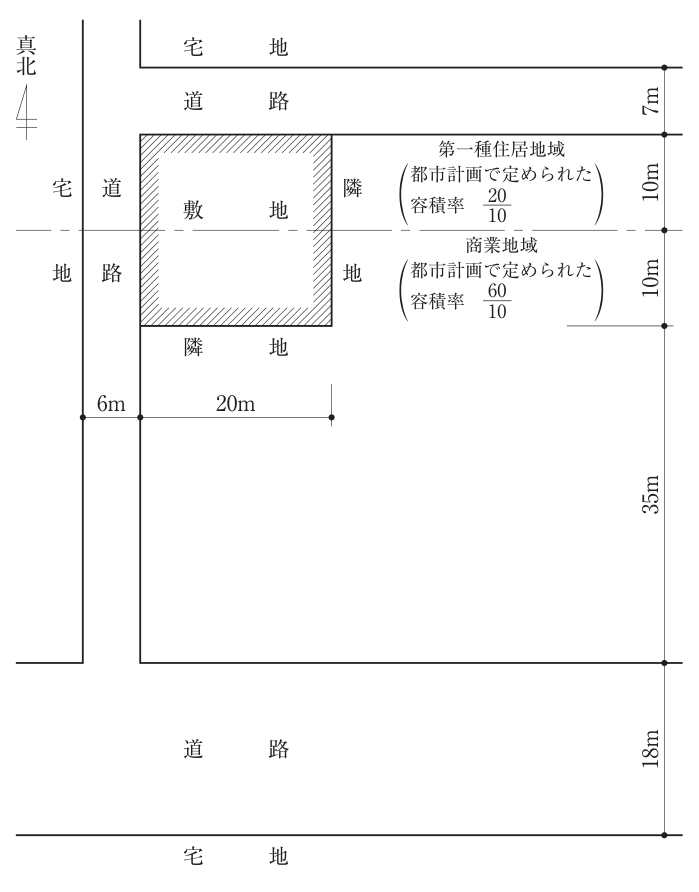 真北
宅　地
道　路
7m
第一種住居地域
(都市計画で定められた
容積率 20/10)
10m
宅　地
道　路
敷　地
隣　地
商業地域
(都市計画で定められた
容積率 60/10)
10m
隣　地
6m
20m
35m
道　路
18m
宅　地